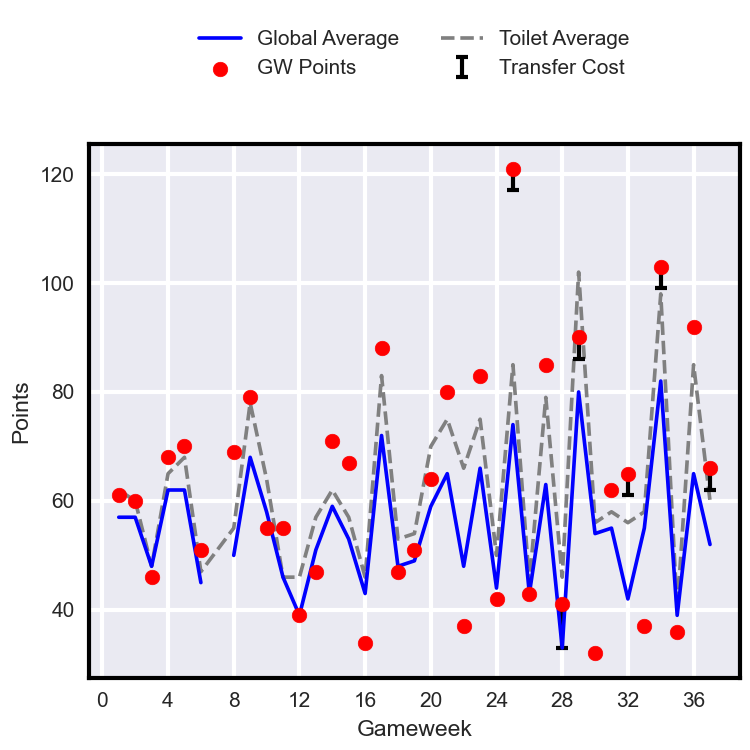 Global Average
Toilet Average
GW Points
Transfer Cost
120
100
80
60
40
Points
0 4 8 12 16 20 24 28 32 36
Gameweek